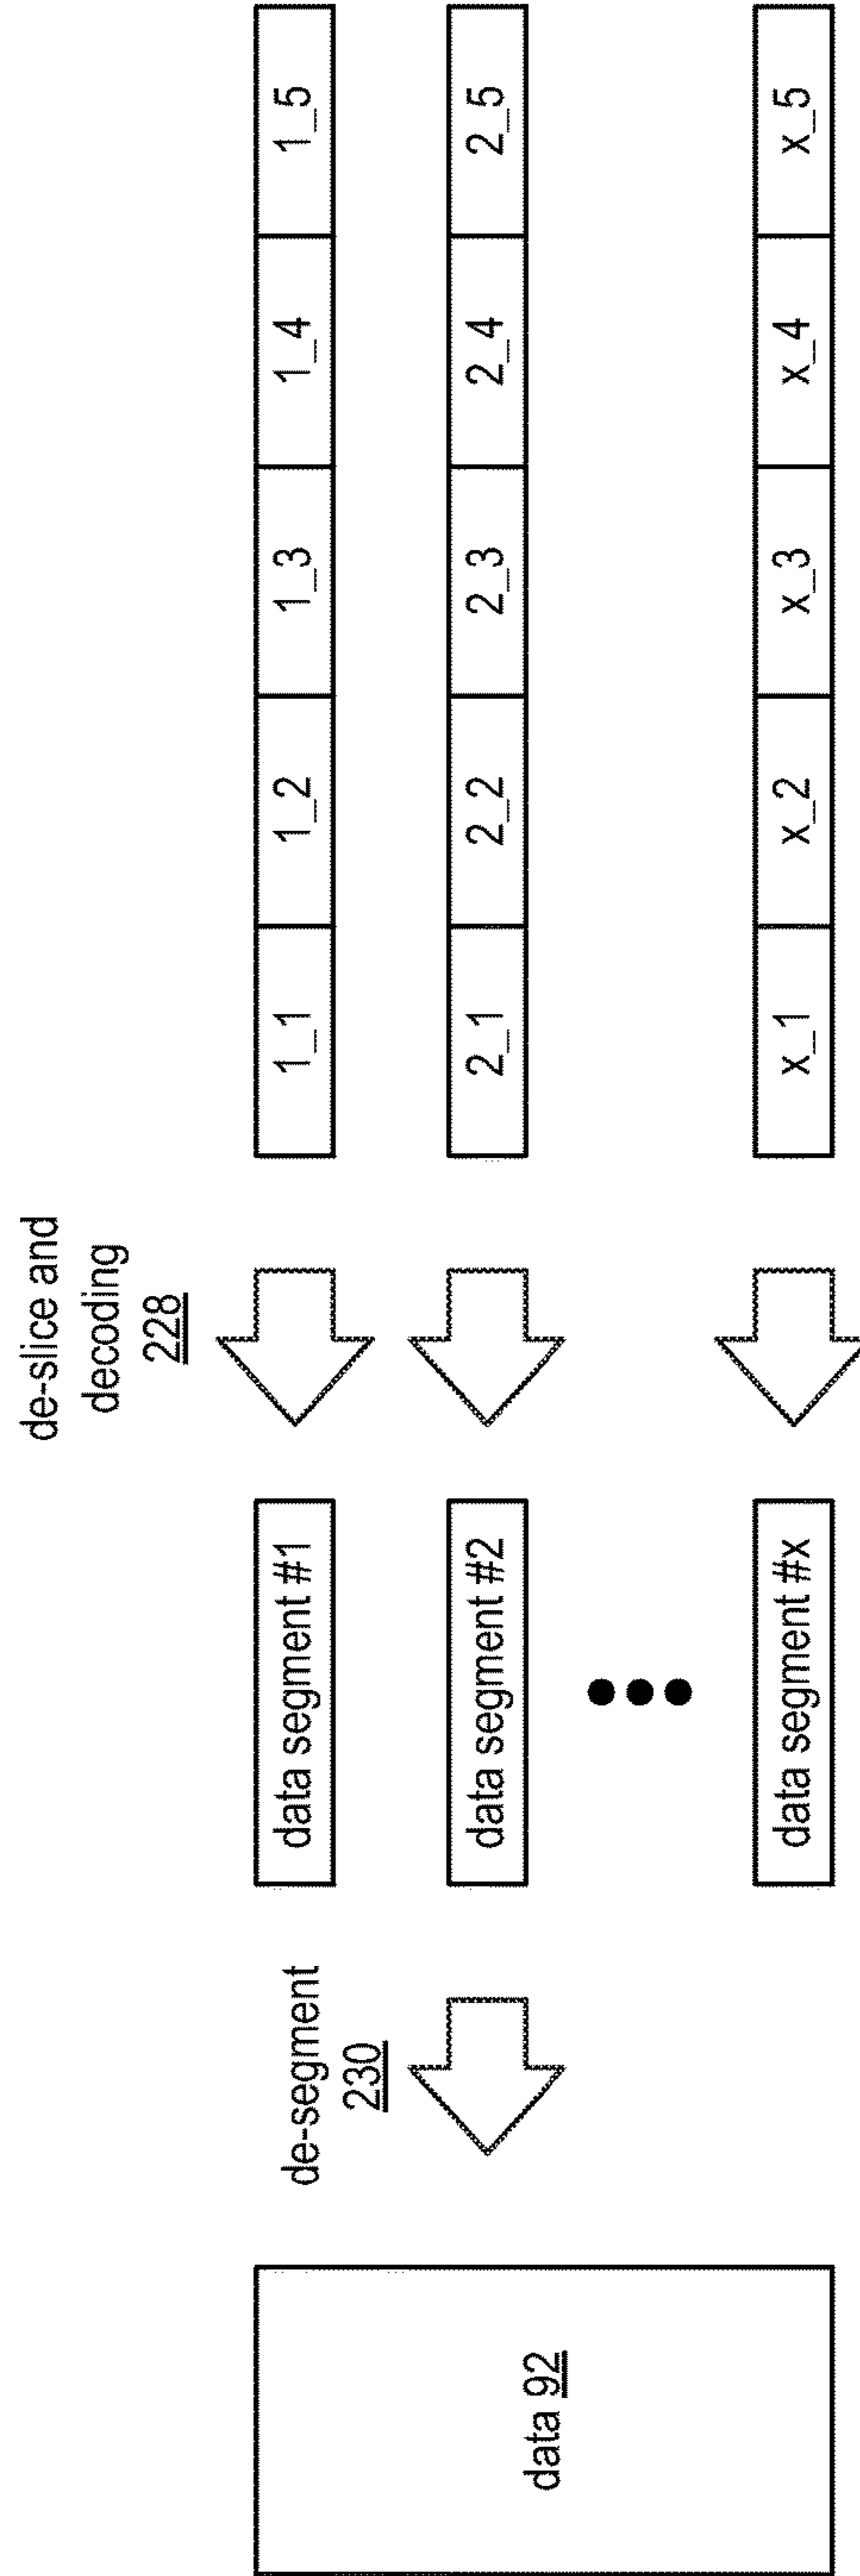 de-slice and
decoding
228
de-segment
230
data 92
data segment #1
1_1 1_2 1_3 1_4 1_5
data segment #2
2_1 2_2 2_3 2_4 2_5
data segment #x
x_1 x_2 x_3 x_4 x_5